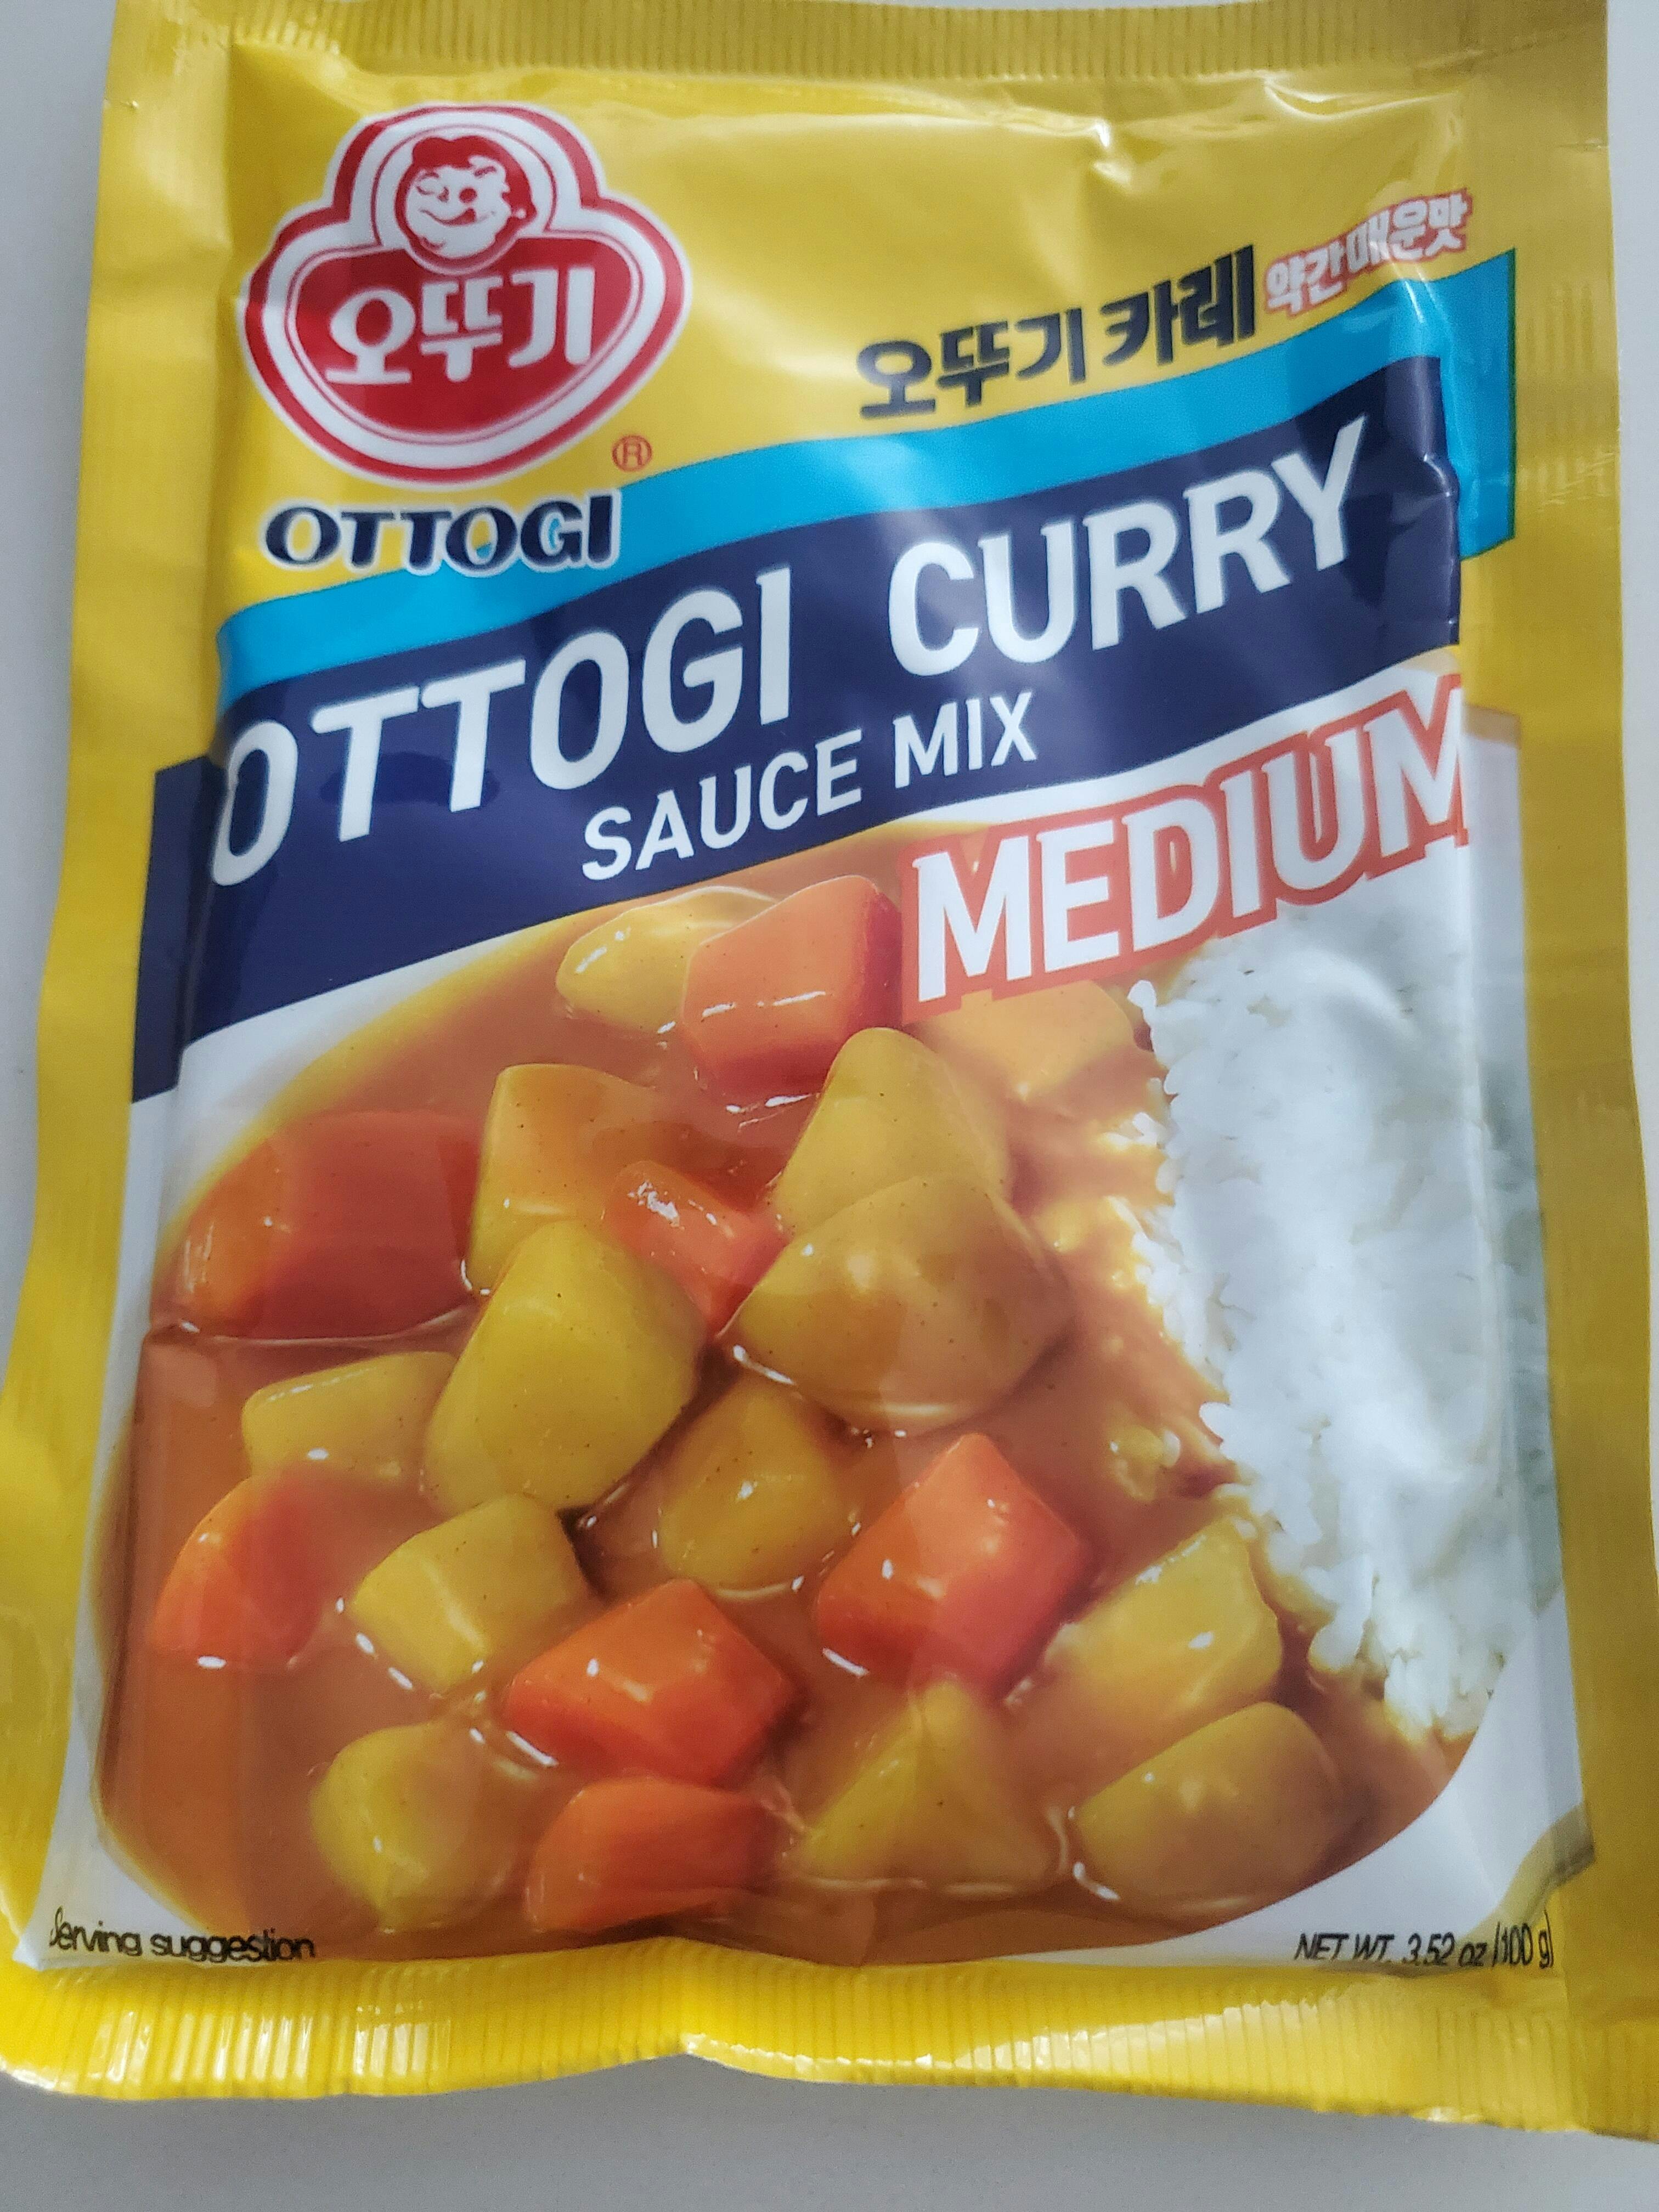 오뚜기
®
OTTOGI
오뚜기 카레 약간매운맛
OTTOGI CURRY
SAUCE MIX
MEDIUM
Serving suggestion
NET WT. 3.52 oz (100 g)